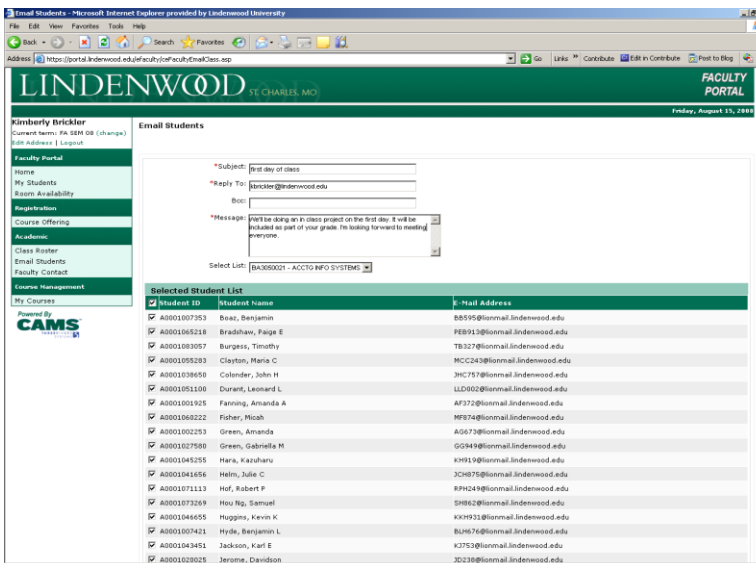 Email Students - Microsoft Internet Explorer provided by Lindenwood University
File Edit View Favorites Tools Help
Back Search Favorites
Address https://portal.lindenwood.edu/efaculty/ceFacultyEmailClass.asp Go Links » Contribute Edit in Contribute Post to Blog
LINDENWOOD ST. CHARLES, MO
FACULTY
PORTAL
Friday, August 15, 2008
Kimberly Brickler
Current term: FA SEM 08 (change)
Edit Address | Logout
Faculty Portal
Home
My Students
Room Availability
Registration
Course Offering
Academic
Class Roster
Email Students
Faculty Contact
Course Management
My Courses
Powered By
CAMS
Email Students
*Subject: first day of class
*Reply To: kbrickler@lindenwood.edu
Bcc:
*Message: We'll be doing an in class project on the first day. It will be
included as part of your grade. I'm looking forward to meeting
everyone.
Select List: BA3050021 - ACCTG INFO SYSTEMS
Selected Student List
Student ID Student Name E-Mail Address
A0001007353 Boaz, Benjamin BB595@lionmail.lindenwood.edu
A0001065218 Bradshaw, Paige E PEB913@lionmail.lindenwood.edu
A0001083057 Burgess, Timothy TB327@lionmail.lindenwood.edu
A0001055283 Clayton, Maria C MCC243@lionmail.lindenwood.edu
A0001038650 Colonder, John H JHC757@lionmail.lindenwood.edu
A0001051100 Durant, Leonard L LLD002@lionmail.lindenwood.edu
A0001001925 Fanning, Amanda A AF372@lionmail.lindenwood.edu
A0001060222 Fisher, Micah MF874@lionmail.lindenwood.edu
A0001002253 Green, Amanda AG673@lionmail.lindenwood.edu
A0001027580 Green, Gabriella M GG949@lionmail.lindenwood.edu
A0001045255 Hara, Kazuharu KH919@lionmail.lindenwood.edu
A0001041656 Helm, Julie C JCH875@lionmail.lindenwood.edu
A0001071113 Hof, Robert P RPH249@lionmail.lindenwood.edu
A0001073269 Hou Ng, Samuel SH862@lionmail.lindenwood.edu
A0001046655 Huggins, Kevin K KKH931@lionmail.lindenwood.edu
A0001007421 Hyde, Benjamin L BLH676@lionmail.lindenwood.edu
A0001043451 Jackson, Karl E KJ753@lionmail.lindenwood.edu
A0001020025 Jerome, Davidson JD238@lionmail.lindenwood.edu